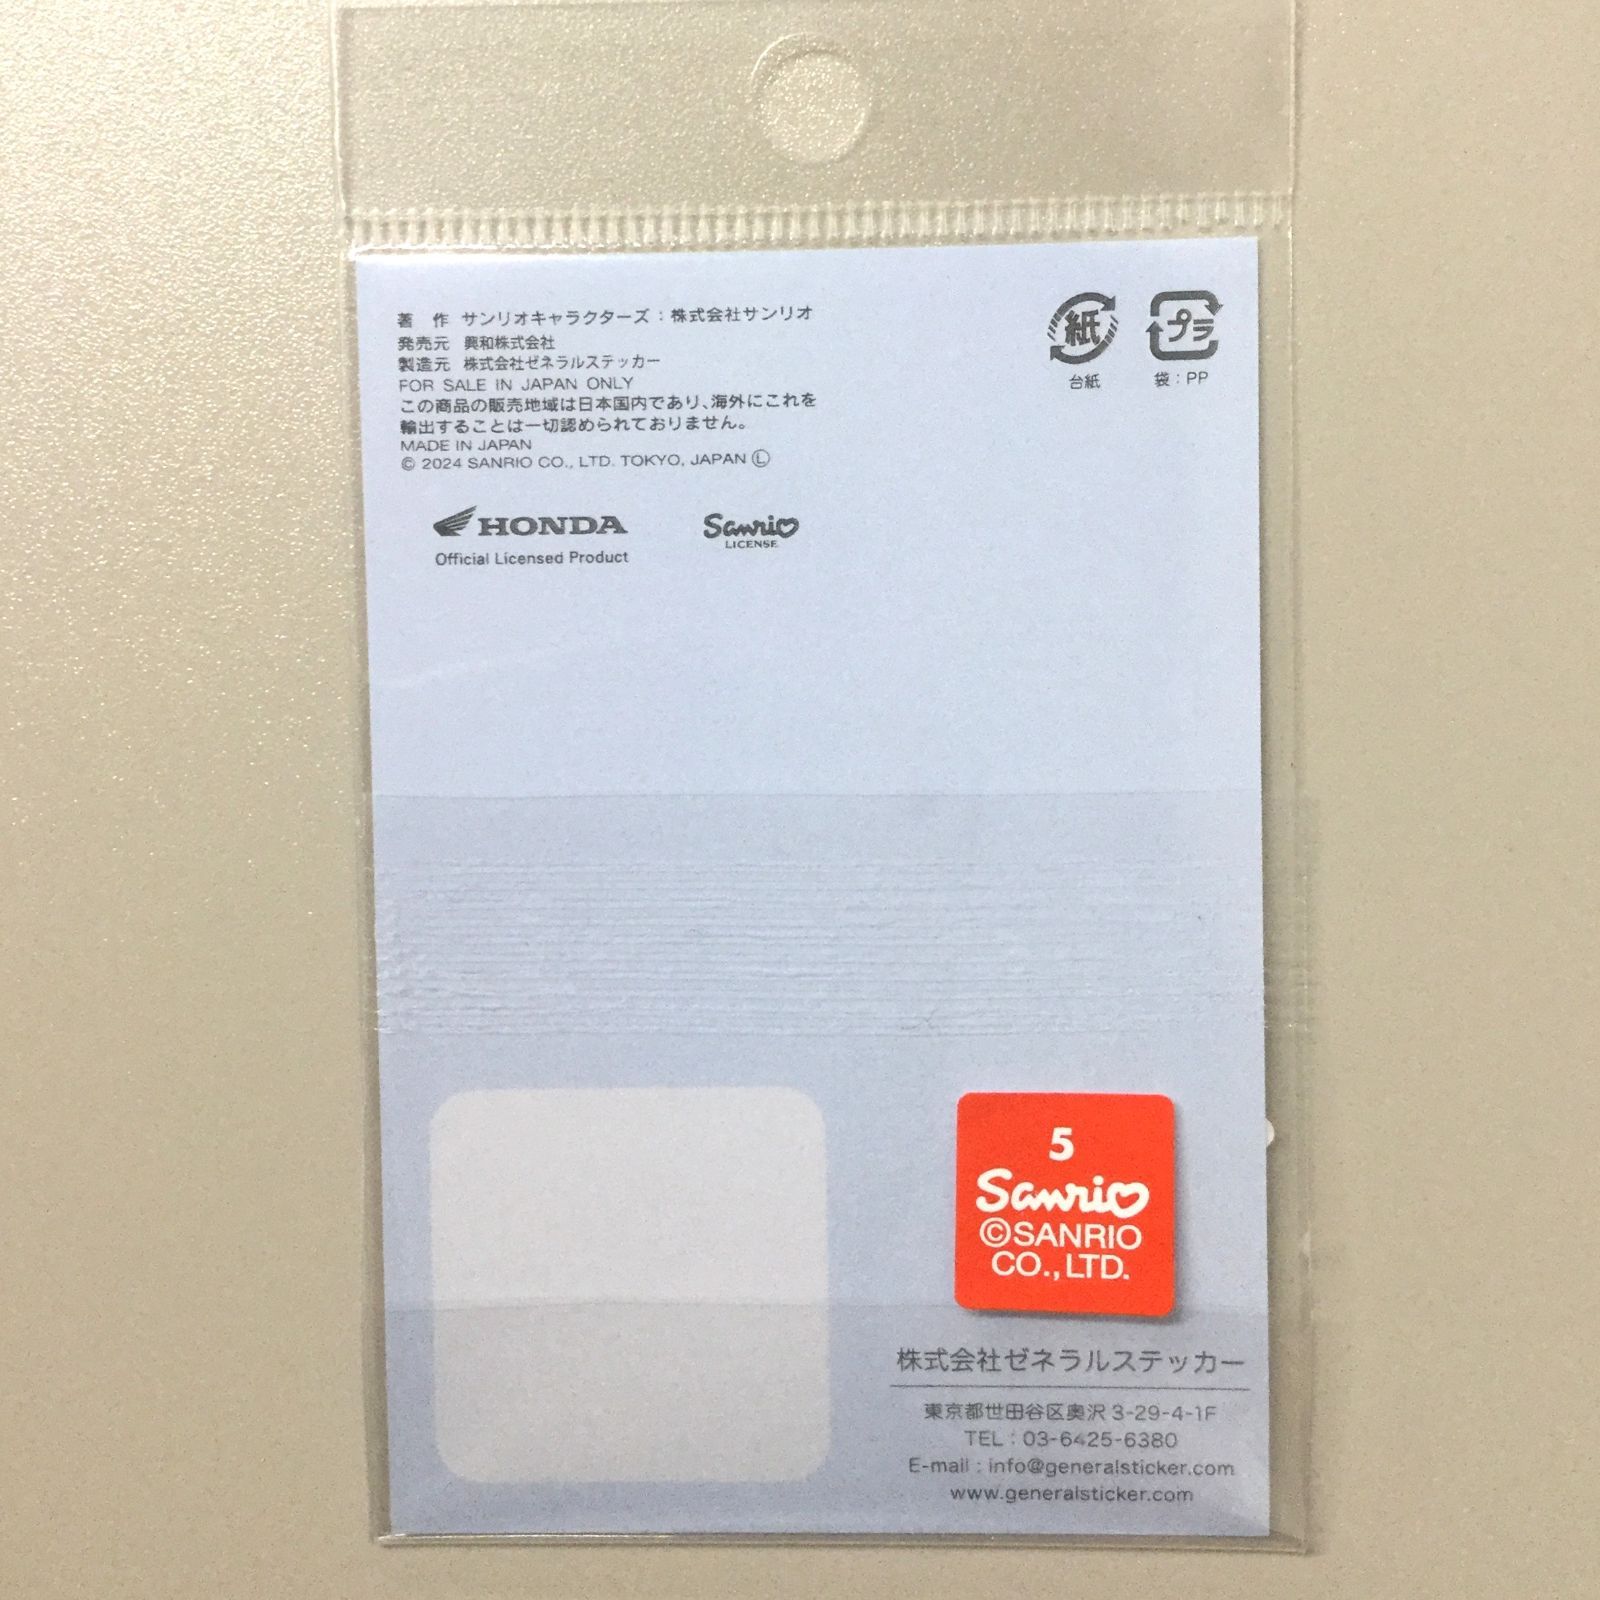 著 作 サンリオキャラクターズ：株式会社サンリオ
発売元 興和株式会社
製造元 株式会社ゼネラルステッカー
FOR SALE IN JAPAN ONLY
この商品の販売地域は日本国内であり、海外にこれを
輸出することは一切認められておりません。
MADE IN JAPAN
© 2024 SANRIO CO., LTD. TOKYO, JAPAN Ⓛ
紙
台紙
プラ
袋：PP
HONDA
Official Licensed Product
Sanrio
LICENSE
5
Sanrio
©SANRIO
CO.,LTD.
株式会社ゼネラルステッカー
東京都世田谷区奥沢 3-29-4-1F
TEL：03-6425-6380
E-mail：info@generalsticker.com
www.generalsticker.com